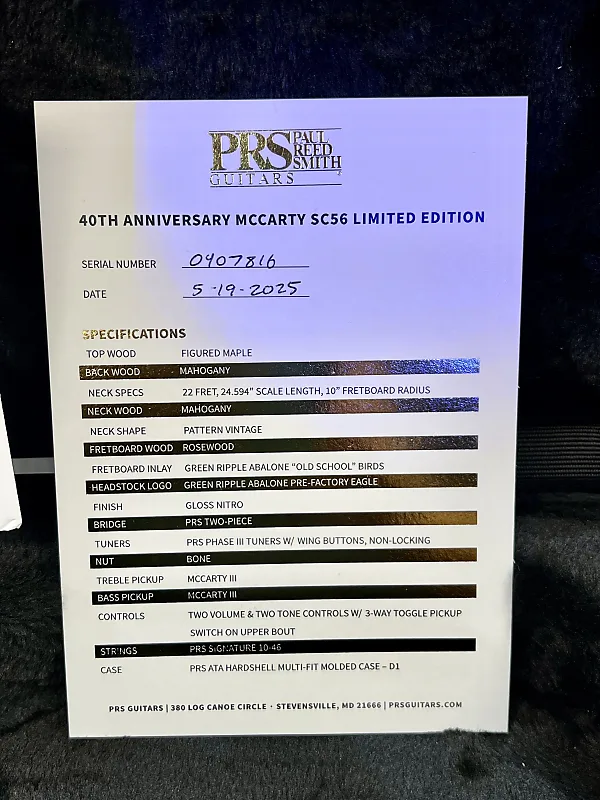 PRS PAUL REED SMITH
GUITARS
40TH ANNIVERSARY MCCARTY SC56 LIMITED EDITION
SERIAL NUMBER 0407816
DATE 5-19-2025
SPECIFICATIONS
TOP WOOD FIGURED MAPLE
BACK WOOD MAHOGANY
NECK SPECS 22 FRET, 24.594" SCALE LENGTH, 10" FRETBOARD RADIUS
NECK WOOD MAHOGANY
NECK SHAPE PATTERN VINTAGE
FRETBOARD WOOD ROSEWOOD
FRETBOARD INLAY GREEN RIPPLE ABALONE "OLD SCHOOL" BIRDS
HEADSTOCK LOGO GREEN RIPPLE ABALONE PRE-FACTORY EAGLE
FINISH GLOSS NITRO
BRIDGE PRS TWO-PIECE
TUNERS PRS PHASE III TUNERS W/ WING BUTTONS, NON-LOCKING
NUT BONE
TREBLE PICKUP MCCARTY III
BASS PICKUP MCCARTY III
CONTROLS TWO VOLUME & TWO TONE CONTROLS W/ 3-WAY TOGGLE PICKUP
SWITCH ON UPPER BOUT
STRINGS PRS SIGNATURE 10-46
CASE PRS ATA HARDSHELL MULTI-FIT MOLDED CASE – D1
PRS GUITARS | 380 LOG CANOE CIRCLE · STEVENSVILLE, MD 21666 | PRSGUITARS.COM